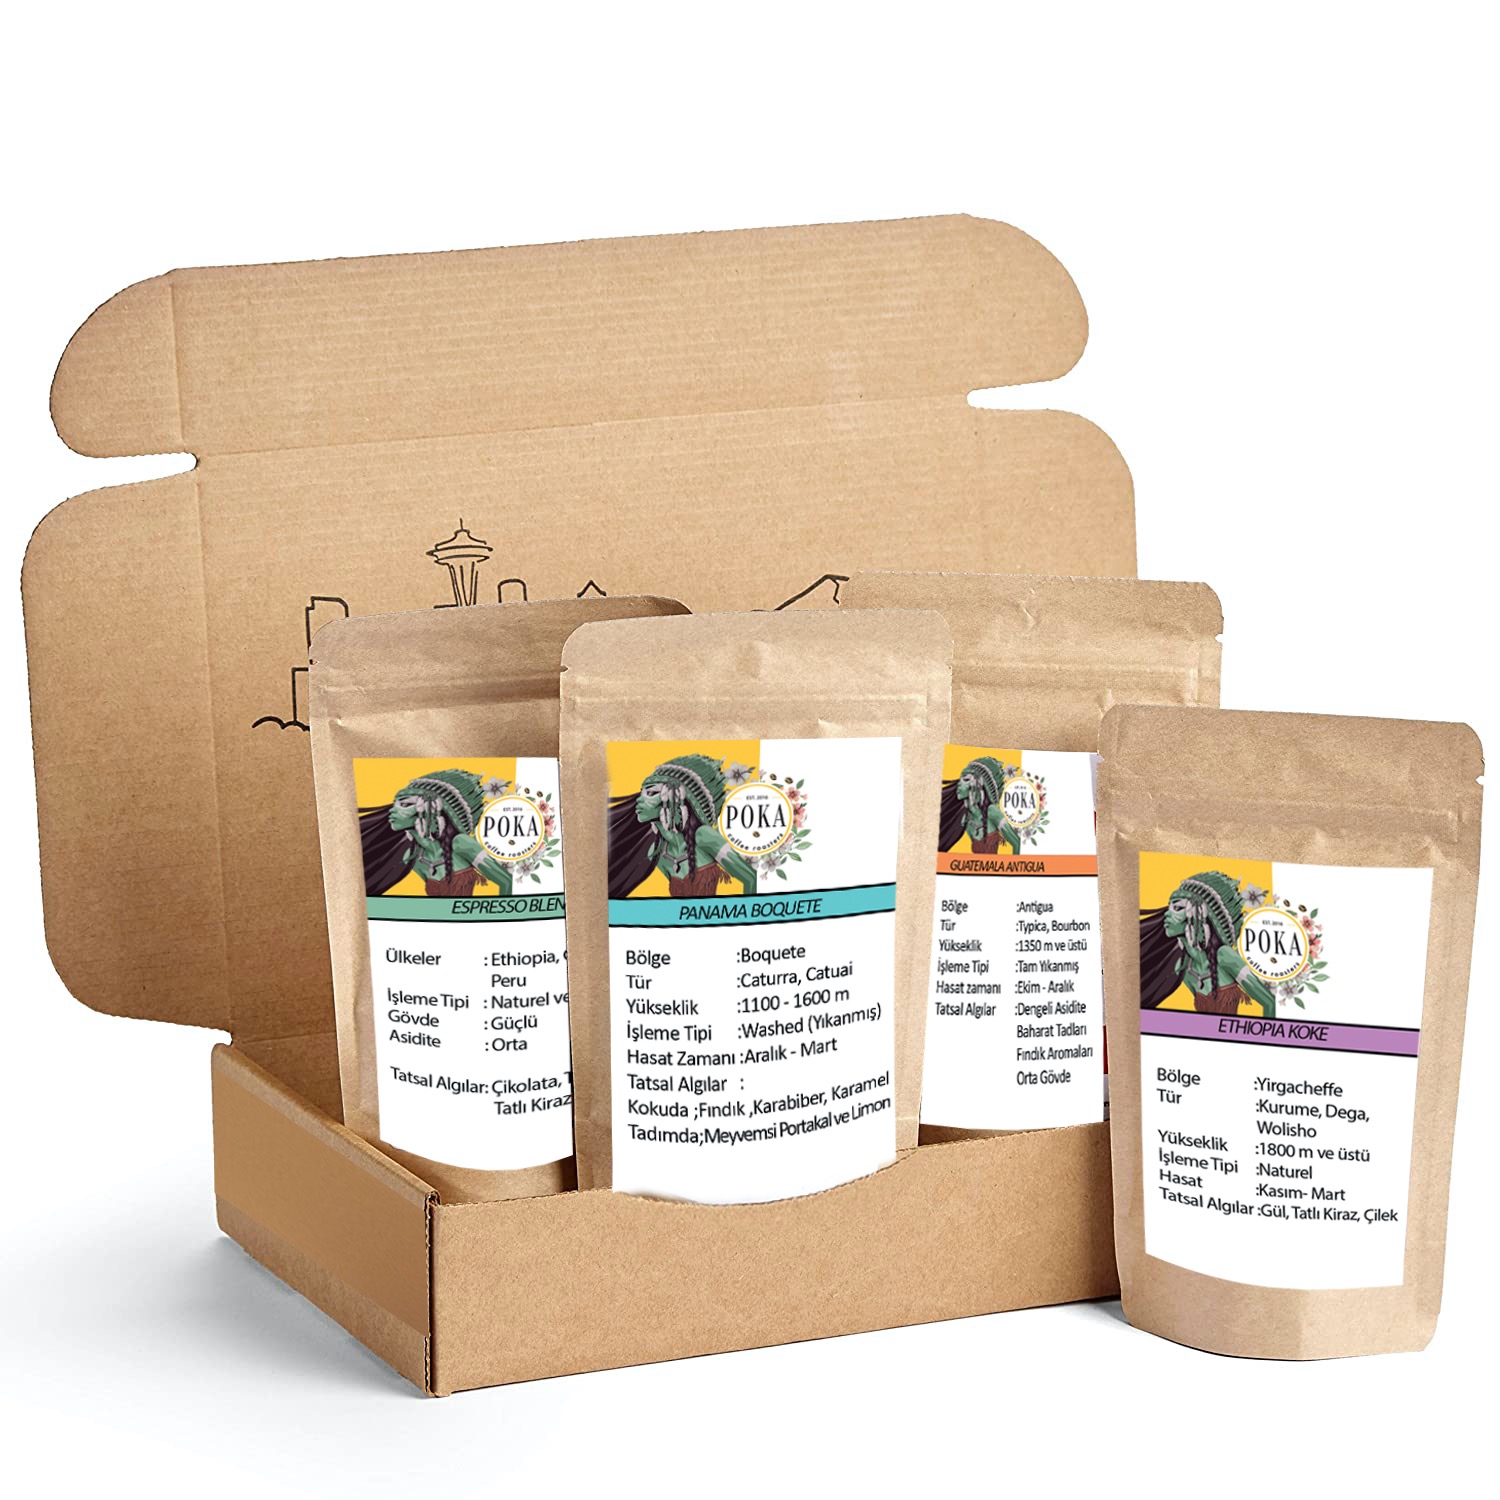 EST. 2016
POKA
coffee roasters
ESPRESSO
Ülkeler : Ethiopia,
Peru
İşleme Tipi : Naturel ve
Gövde : Güçlü
Asidite : Orta
Tatsal Algılar: Çikolata,
Tatlı Kiraz
EST. 2016
POKA
coffee roasters
PANAMA BOQUETE
Bölge :Boquete
Tür :Caturra, Catuai
Yükseklik :1100 - 1600 m
İşleme Tipi :Washed (Yıkanmış)
Hasat Zamanı :Aralık - Mart
Tatsal Algılar :
Kokuda ;Fındık ,Karabiber, Karamel
Tadımda;Meyvemsi Portakal ve Limon
POKA
coffee roasters
GUATEMALA ANTIGUA
Bölge :Antigua
Tür :Typica, Bourbon
Yükseklik :1350 m ve üstü
İşleme Tipi :Tam Yıkanmış
Hasat zamanı :Ekim - Aralık
Tatsal Algılar :Dengeli Asidite
Baharat Tadları
Fındık Aromaları
Orta Gövde
EST. 2016
POKA
coffee roasters
ETHIOPIA KOKE
Bölge :Yirgacheffe
Tür :Kurume, Dega,
Wolisho
Yükseklik :1800 m ve üstü
İşleme Tipi :Naturel
Hasat :Kasım- Mart
Tatsal Algılar :Gül, Tatlı Kiraz, Çilek